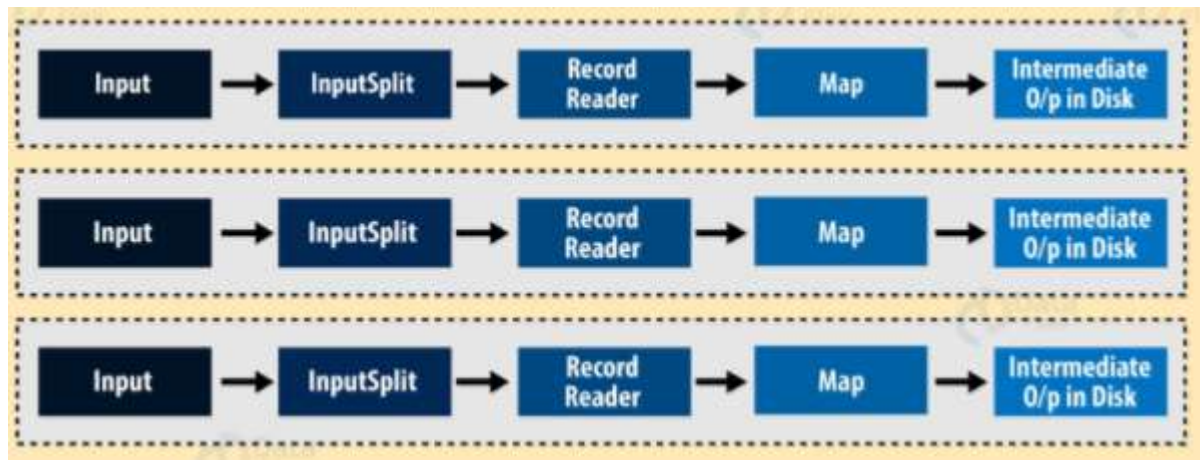 Input
InputSplit
Record
Reader
Map
Intermediate
O/p in Disk
Input
InputSplit
Record
Reader
Map
Intermediate
O/p in Disk
Input
InputSplit
Record
Reader
Map
Intermediate
O/p in Disk